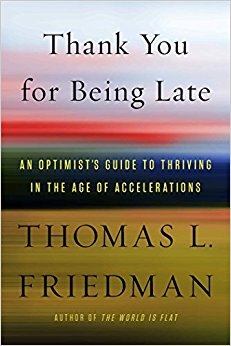 Thank You
for Being Late
AN OPTIMIST'S GUIDE TO THRIVING
IN THE AGE OF ACCELERATIONS
THOMAS L.
FRIEDMAN
AUTHOR OF THE WORLD IS FLAT